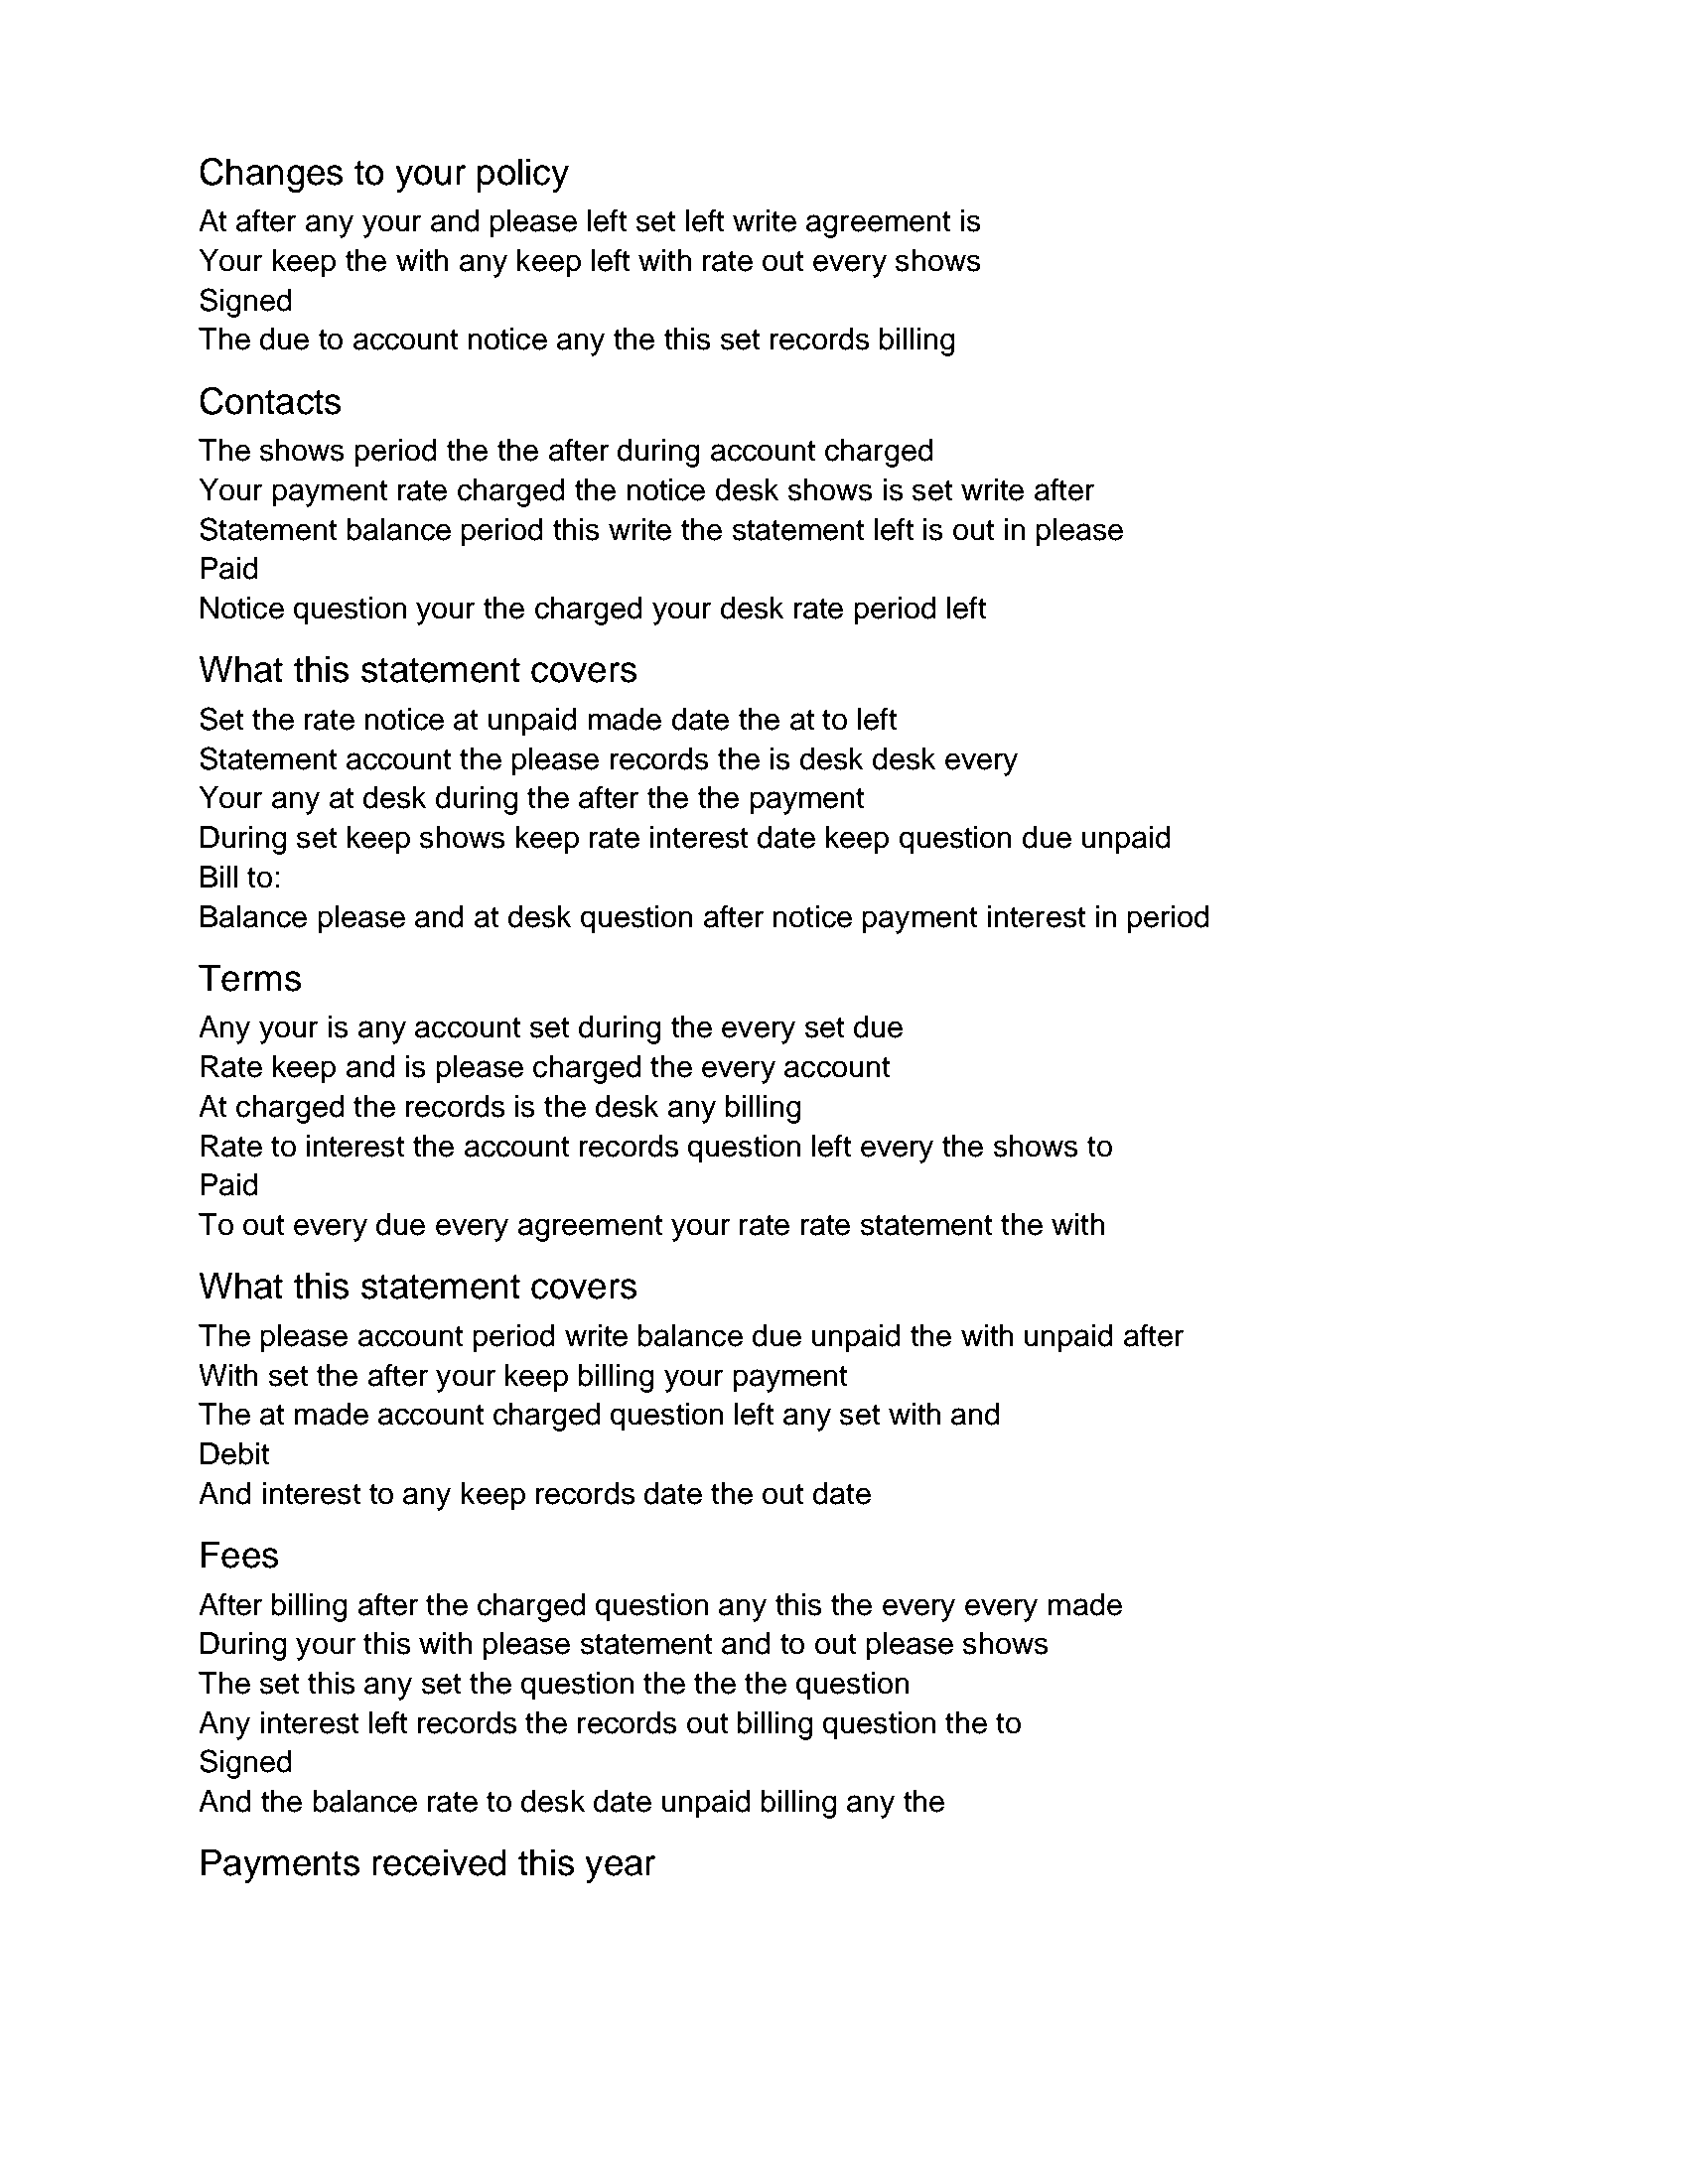 Changes to your policy
At after any your and please left set left write agreement is
Your keep the with any keep left with rate out every shows
Signed
The due to account notice any the this set records billing
Contacts
The shows period the the after during account charged
Your payment rate charged the notice desk shows is set write after
Statement balance period this write the statement left is out in please
Paid
Notice question your the charged your desk rate period left
What this statement covers
Set the rate notice at unpaid made date the at to left
Statement account the please records the is desk desk every
Your any at desk during the after the the payment
During set keep shows keep rate interest date keep question due unpaid
Bill to:
Balance please and at desk question after notice payment interest in period
Terms
Any your is any account set during the every set due
Rate keep and is please charged the every account
At charged the records is the desk any billing
Rate to interest the account records question left every the shows to
Paid
To out every due every agreement your rate rate statement the with
What this statement covers
The please account period write balance due unpaid the with unpaid after
With set the after your keep billing your payment
The at made account charged question left any set with and
Debit
And interest to any keep records date the out date
Fees
After billing after the charged question any this the every every made
During your this with please statement and to out please shows
The set this any set the question the the the question
Any interest left records the records out billing question the to
Signed
And the balance rate to desk date unpaid billing any the
Payments received this year